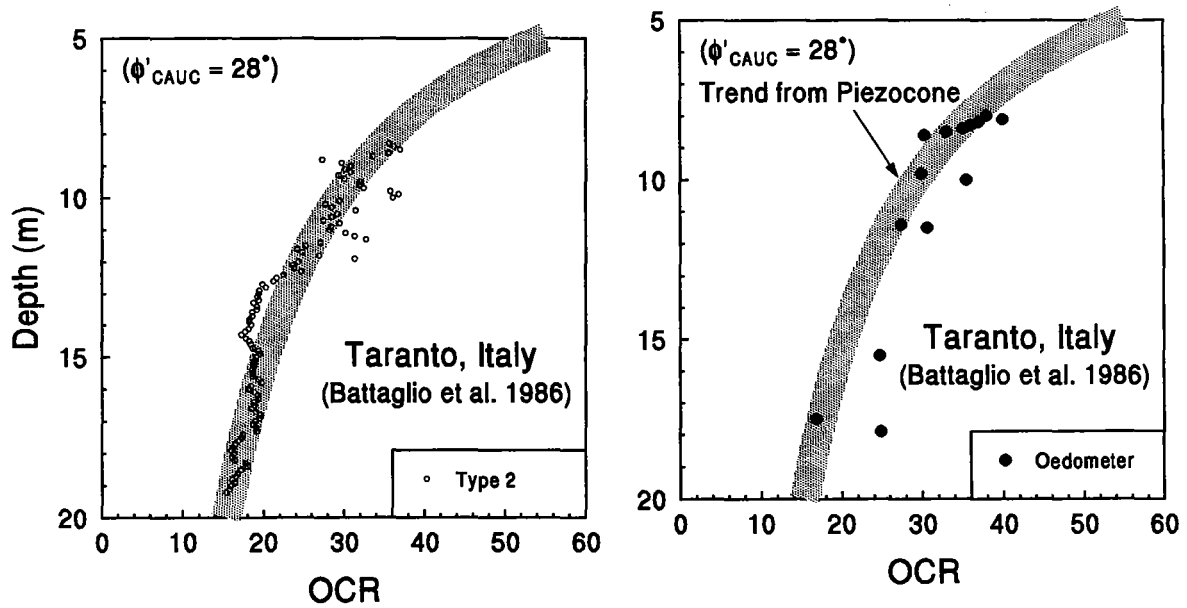 5
10
15
20
Depth (m)
(ϕ'CAUC = 28°)
Taranto, Italy
(Battaglio et al. 1986)
Type 2
0 10 20 30 40 50 60
OCR
5
10
15
20
(ϕ'CAUC = 28°)
Trend from Piezocone
Taranto, Italy
(Battaglio et al. 1986)
Oedometer
0 10 20 30 40 50 60
OCR